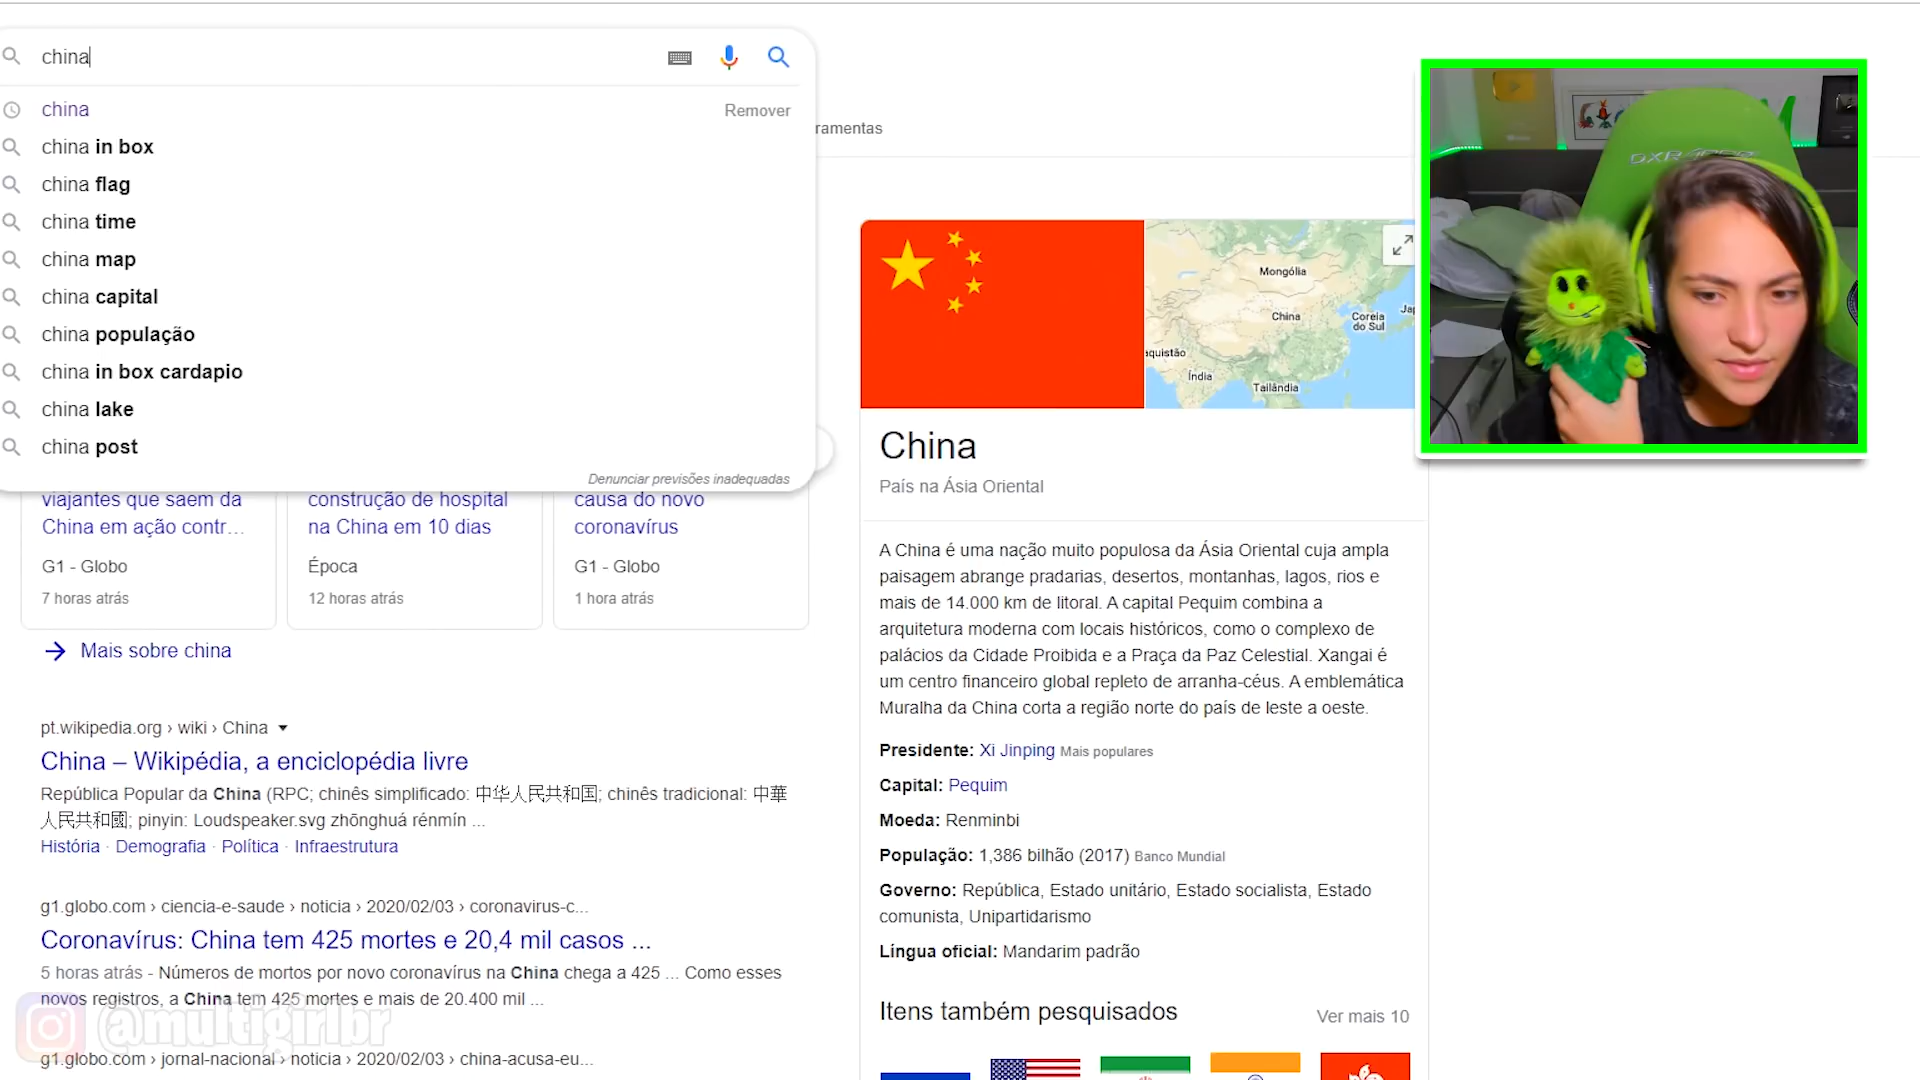 china
china
Remover
china in box
china flag
china time
china map
china capital
china população
china in box cardapio
china lake
china post
Denunciar previsões inadequadas
ramentas
viajantes que saem da
China em ação contr...
G1 - Globo
7 horas atrás
construção de hospital
na China em 10 dias
Época
12 horas atrás
causa do novo
coronavírus
G1 - Globo
1 hora atrás
Mais sobre china
pt.wikipedia.org › wiki › China
China – Wikipédia, a enciclopédia livre
República Popular da China (RPC; chinês simplificado: 中华人民共和国; chinês tradicional: 中華
人民共和國; pinyin: Loudspeaker.svg zhōnghuá rénmín ...
História · Demografia · Política · Infraestrutura
g1.globo.com › ciencia-e-saude › noticia › 2020/02/03 › coronavirus-c...
Coronavírus: China tem 425 mortes e 20,4 mil casos ...
5 horas atrás - Números de mortos por novo coronavírus na China chega a 425 ... Como esses
novos registros, a China tem 425 mortes e mais de 20.400 mil ...
@multigirlbr
g1.globo.com › jornal-nacional › noticia › 2020/02/03 › china-acusa-eu...
Mongólia
China
Coreia
do Sul
Jap
aquistão
Índia
Tailândia
China
País na Ásia Oriental
A China é uma nação muito populosa da Ásia Oriental cuja ampla
paisagem abrange pradarias, desertos, montanhas, lagos, rios e
mais de 14.000 km de litoral. A capital Pequim combina a
arquitetura moderna com locais históricos, como o complexo de
palácios da Cidade Proibida e a Praça da Paz Celestial. Xangai é
um centro financeiro global repleto de arranha-céus. A emblemática
Muralha da China corta a região norte do país de leste a oeste.
Presidente: Xi Jinping Mais populares
Capital: Pequim
Moeda: Renminbi
População: 1,386 bilhão (2017) Banco Mundial
Governo: República, Estado unitário, Estado socialista, Estado
comunista, Unipartidarismo
Língua oficial: Mandarim padrão
Itens também pesquisados
Ver mais 10